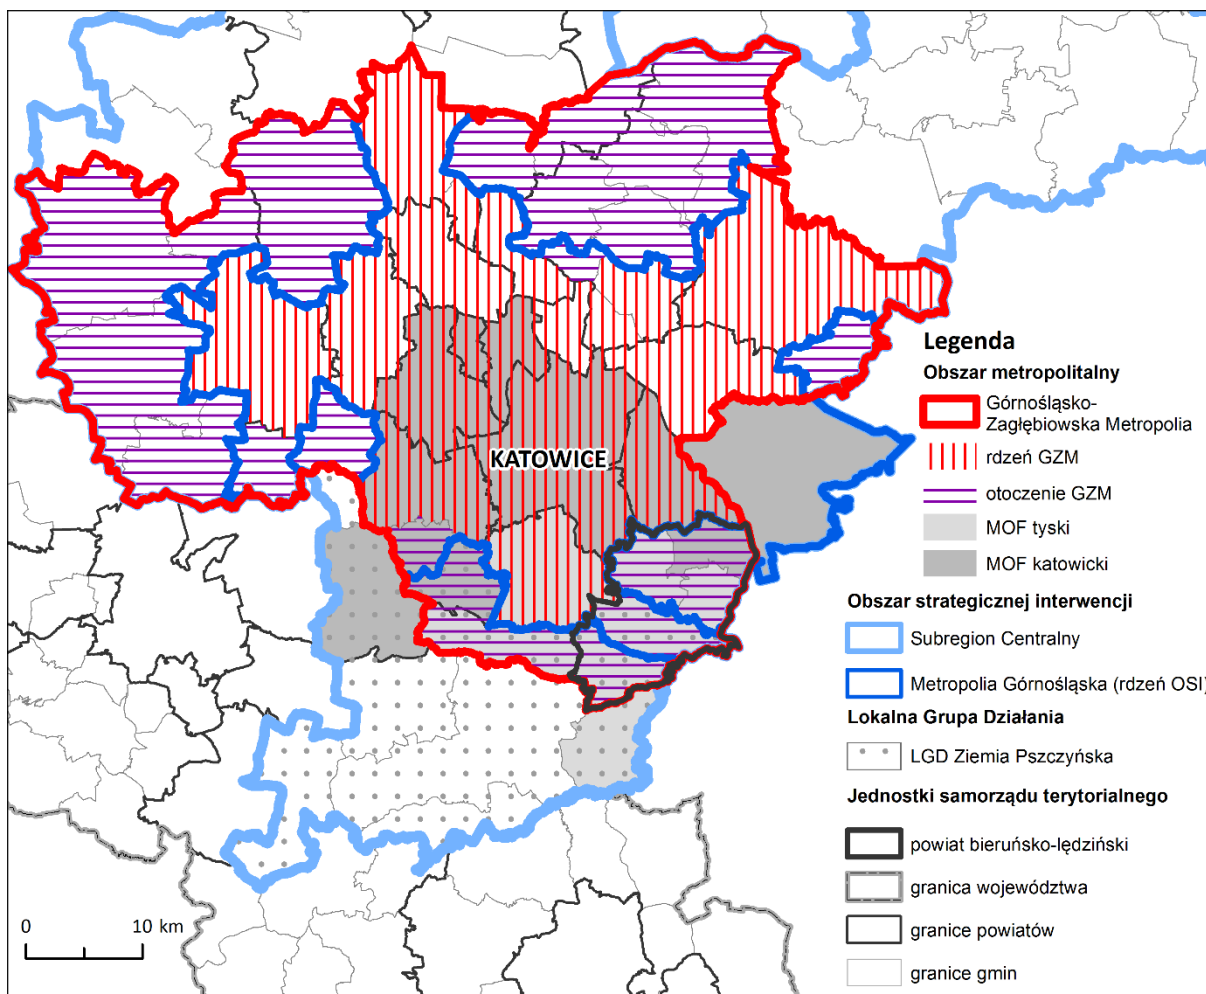 Legenda
Obszar metropolitalny
Górnośląsko-
Zagłębiowska Metropolia
rdzeń GZM
KATOWICE
otoczenie GZM
MOF tyski
MOF katowicki
Obszar strategicznej interwencji
Subregion Centralny
Metropolia Górnośląska (rdzeń OSI)
Lokalna Grupa Działania
LGD Ziemia Pszczyńska
Jednostki samorządu terytorialnego
powiat bieruńsko-lędziński
granica województwa
granice powiatów
granice gmin
0 10 km